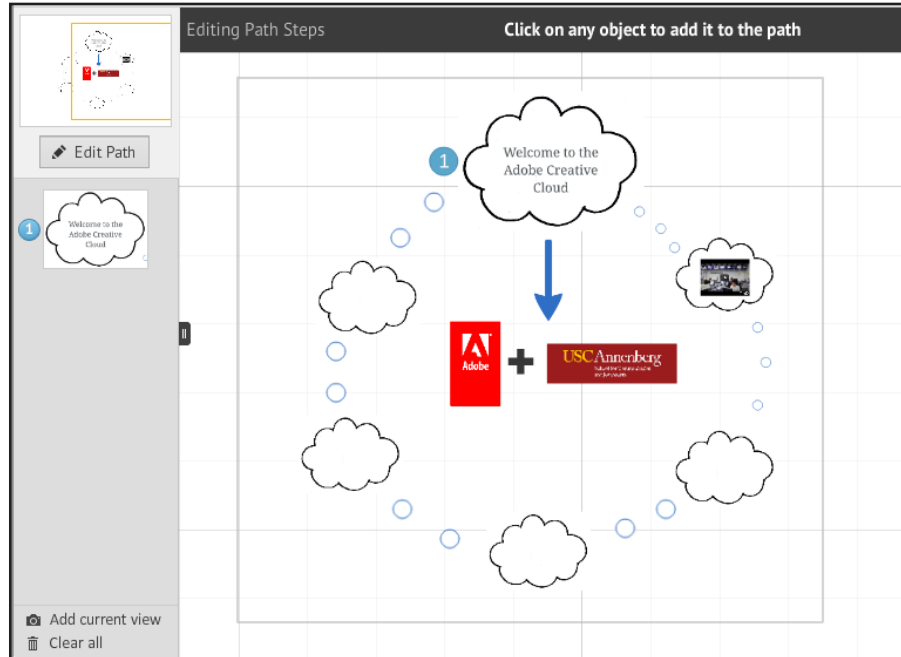 Editing Path Steps
Click on any object to add it to the path
Edit Path
1
Welcome to the
Adobe Creative
Cloud
1
Welcome to the
Adobe Creative
Cloud
Adobe
+
USC Annenberg
Add current view
Clear all